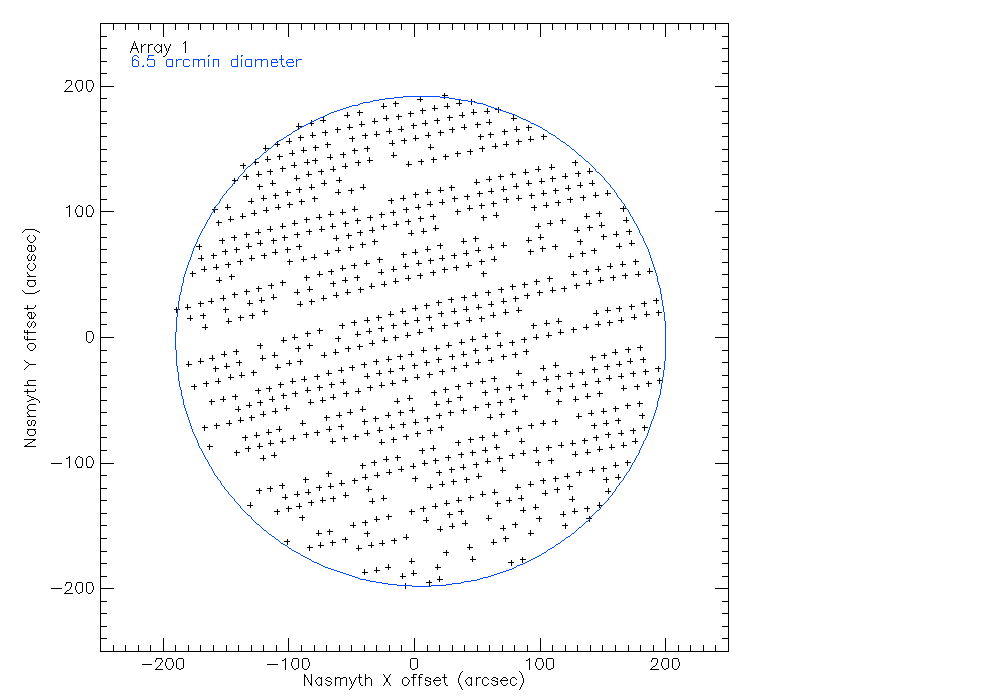 Array 1
6.5 arcmin diameter
200
100
0
−100
−200
Nasmyth Y offset (arcsec)
−200 −100 0 100 200
Nasmyth X offset (arcsec)